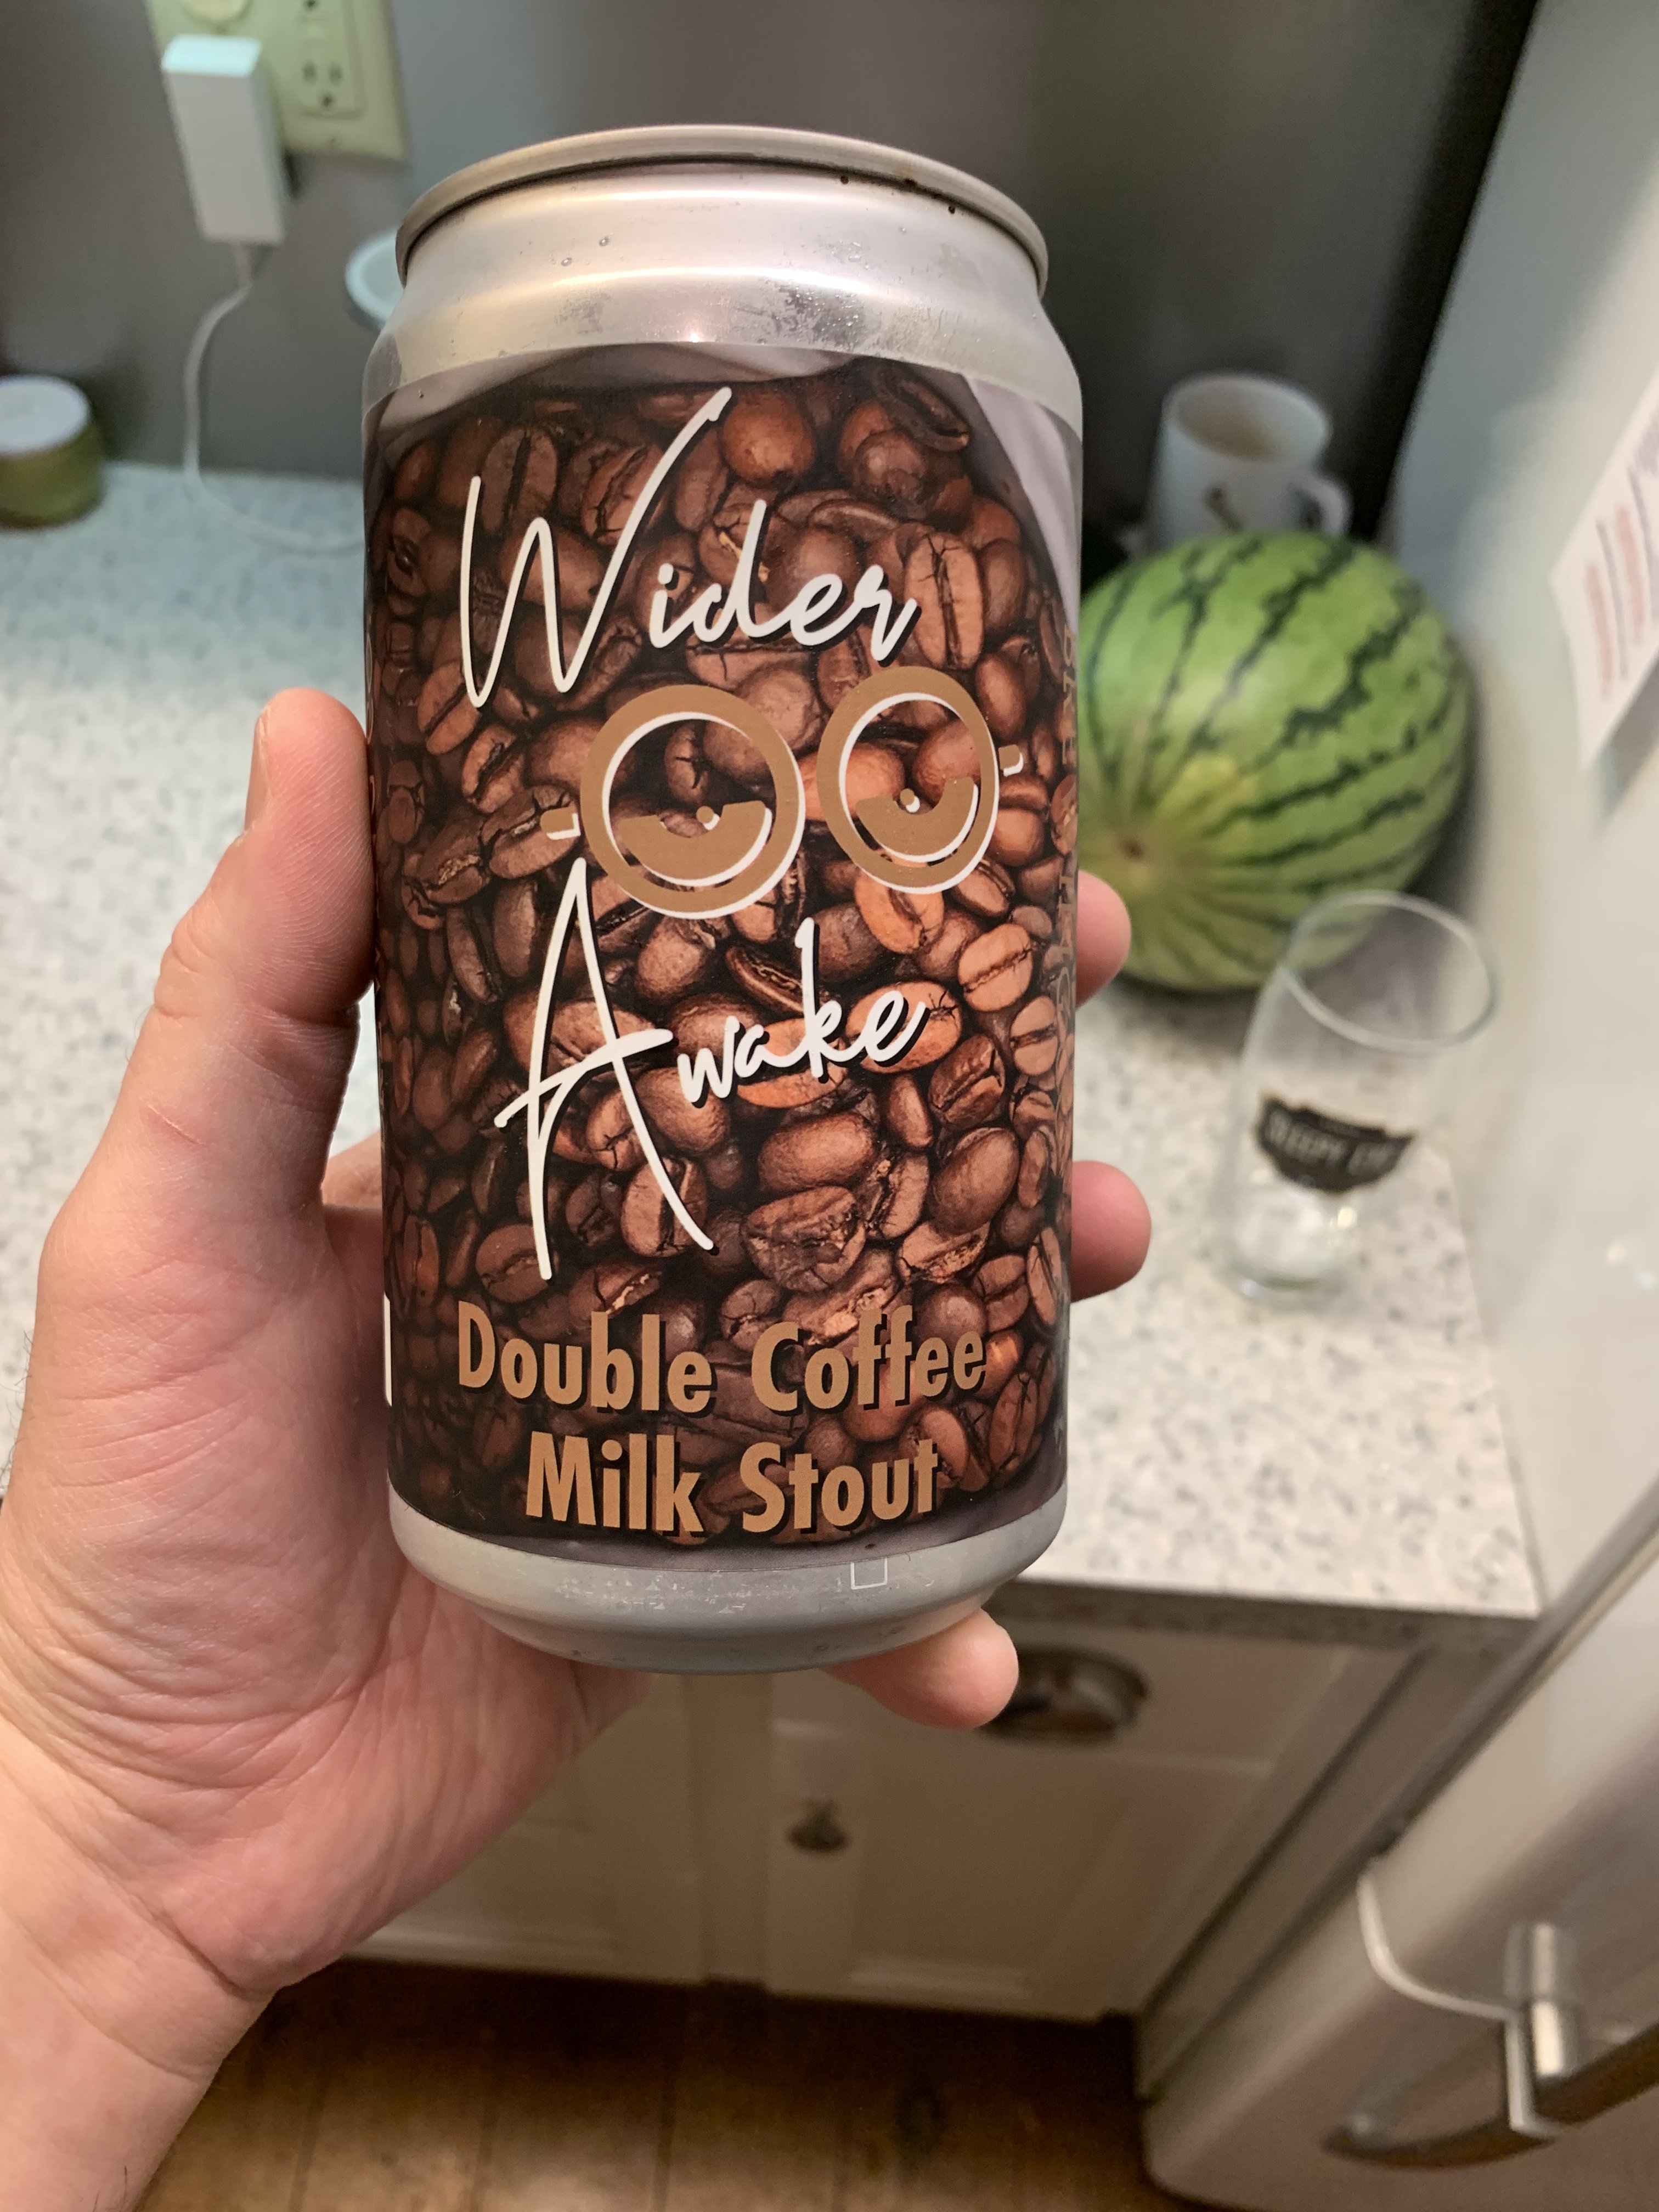 Wider
Awake
Double Coffee
Milk Stout